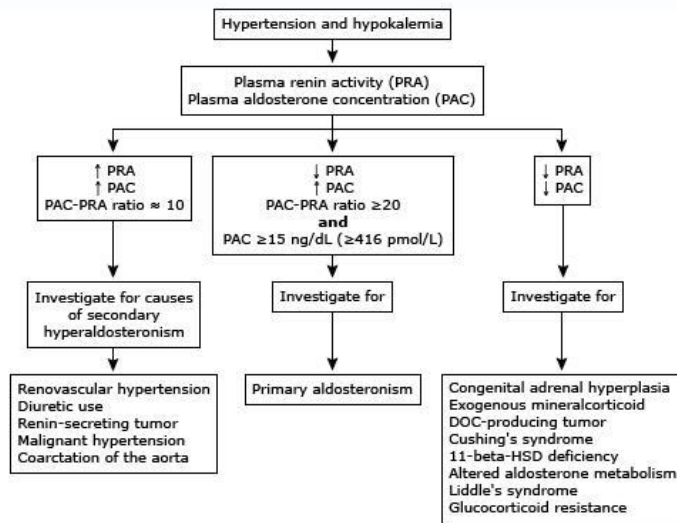 Hypertension and hypokalemia
Plasma renin activity (PRA)
Plasma aldosterone concentration (PAC)
↑ PRA
↑ PAC
PAC-PRA ratio ≈ 10
↓ PRA
↑ PAC
PAC-PRA ratio ≥20
and
PAC ≥15 ng/dL (≥416 pmol/L)
↓ PRA
↓ PAC
Investigate for causes
of secondary
hyperaldosteronism
Investigate for
Investigate for
Renovascular hypertension
Diuretic use
Renin-secreting tumor
Malignant hypertension
Coarctation of the aorta
Primary aldosteronism
Congenital adrenal hyperplasia
Exogenous mineralcorticoid
DOC-producing tumor
Cushing's syndrome
11-beta-HSD deficiency
Altered aldosterone metabolism
Liddle's syndrome
Glucocorticoid resistance